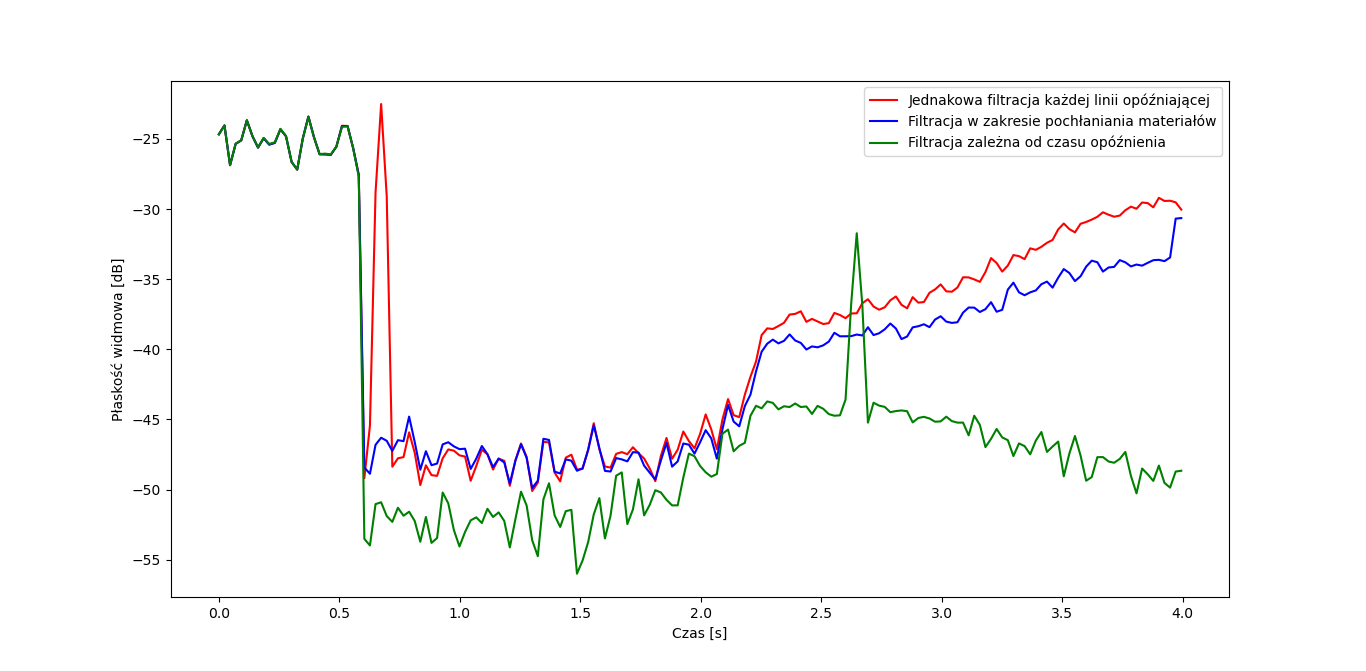 Jednakowa filtracja każdej linii opóźniającej
Filtracja w zakresie pochłaniania materiałów
Filtracja zależna od czasu opóźnienia
Płaskość widmowa [dB]
−25
−30
−35
−40
−45
−50
−55
0.0 0.5 1.0 1.5 2.0 2.5 3.0 3.5 4.0
Czas [s]